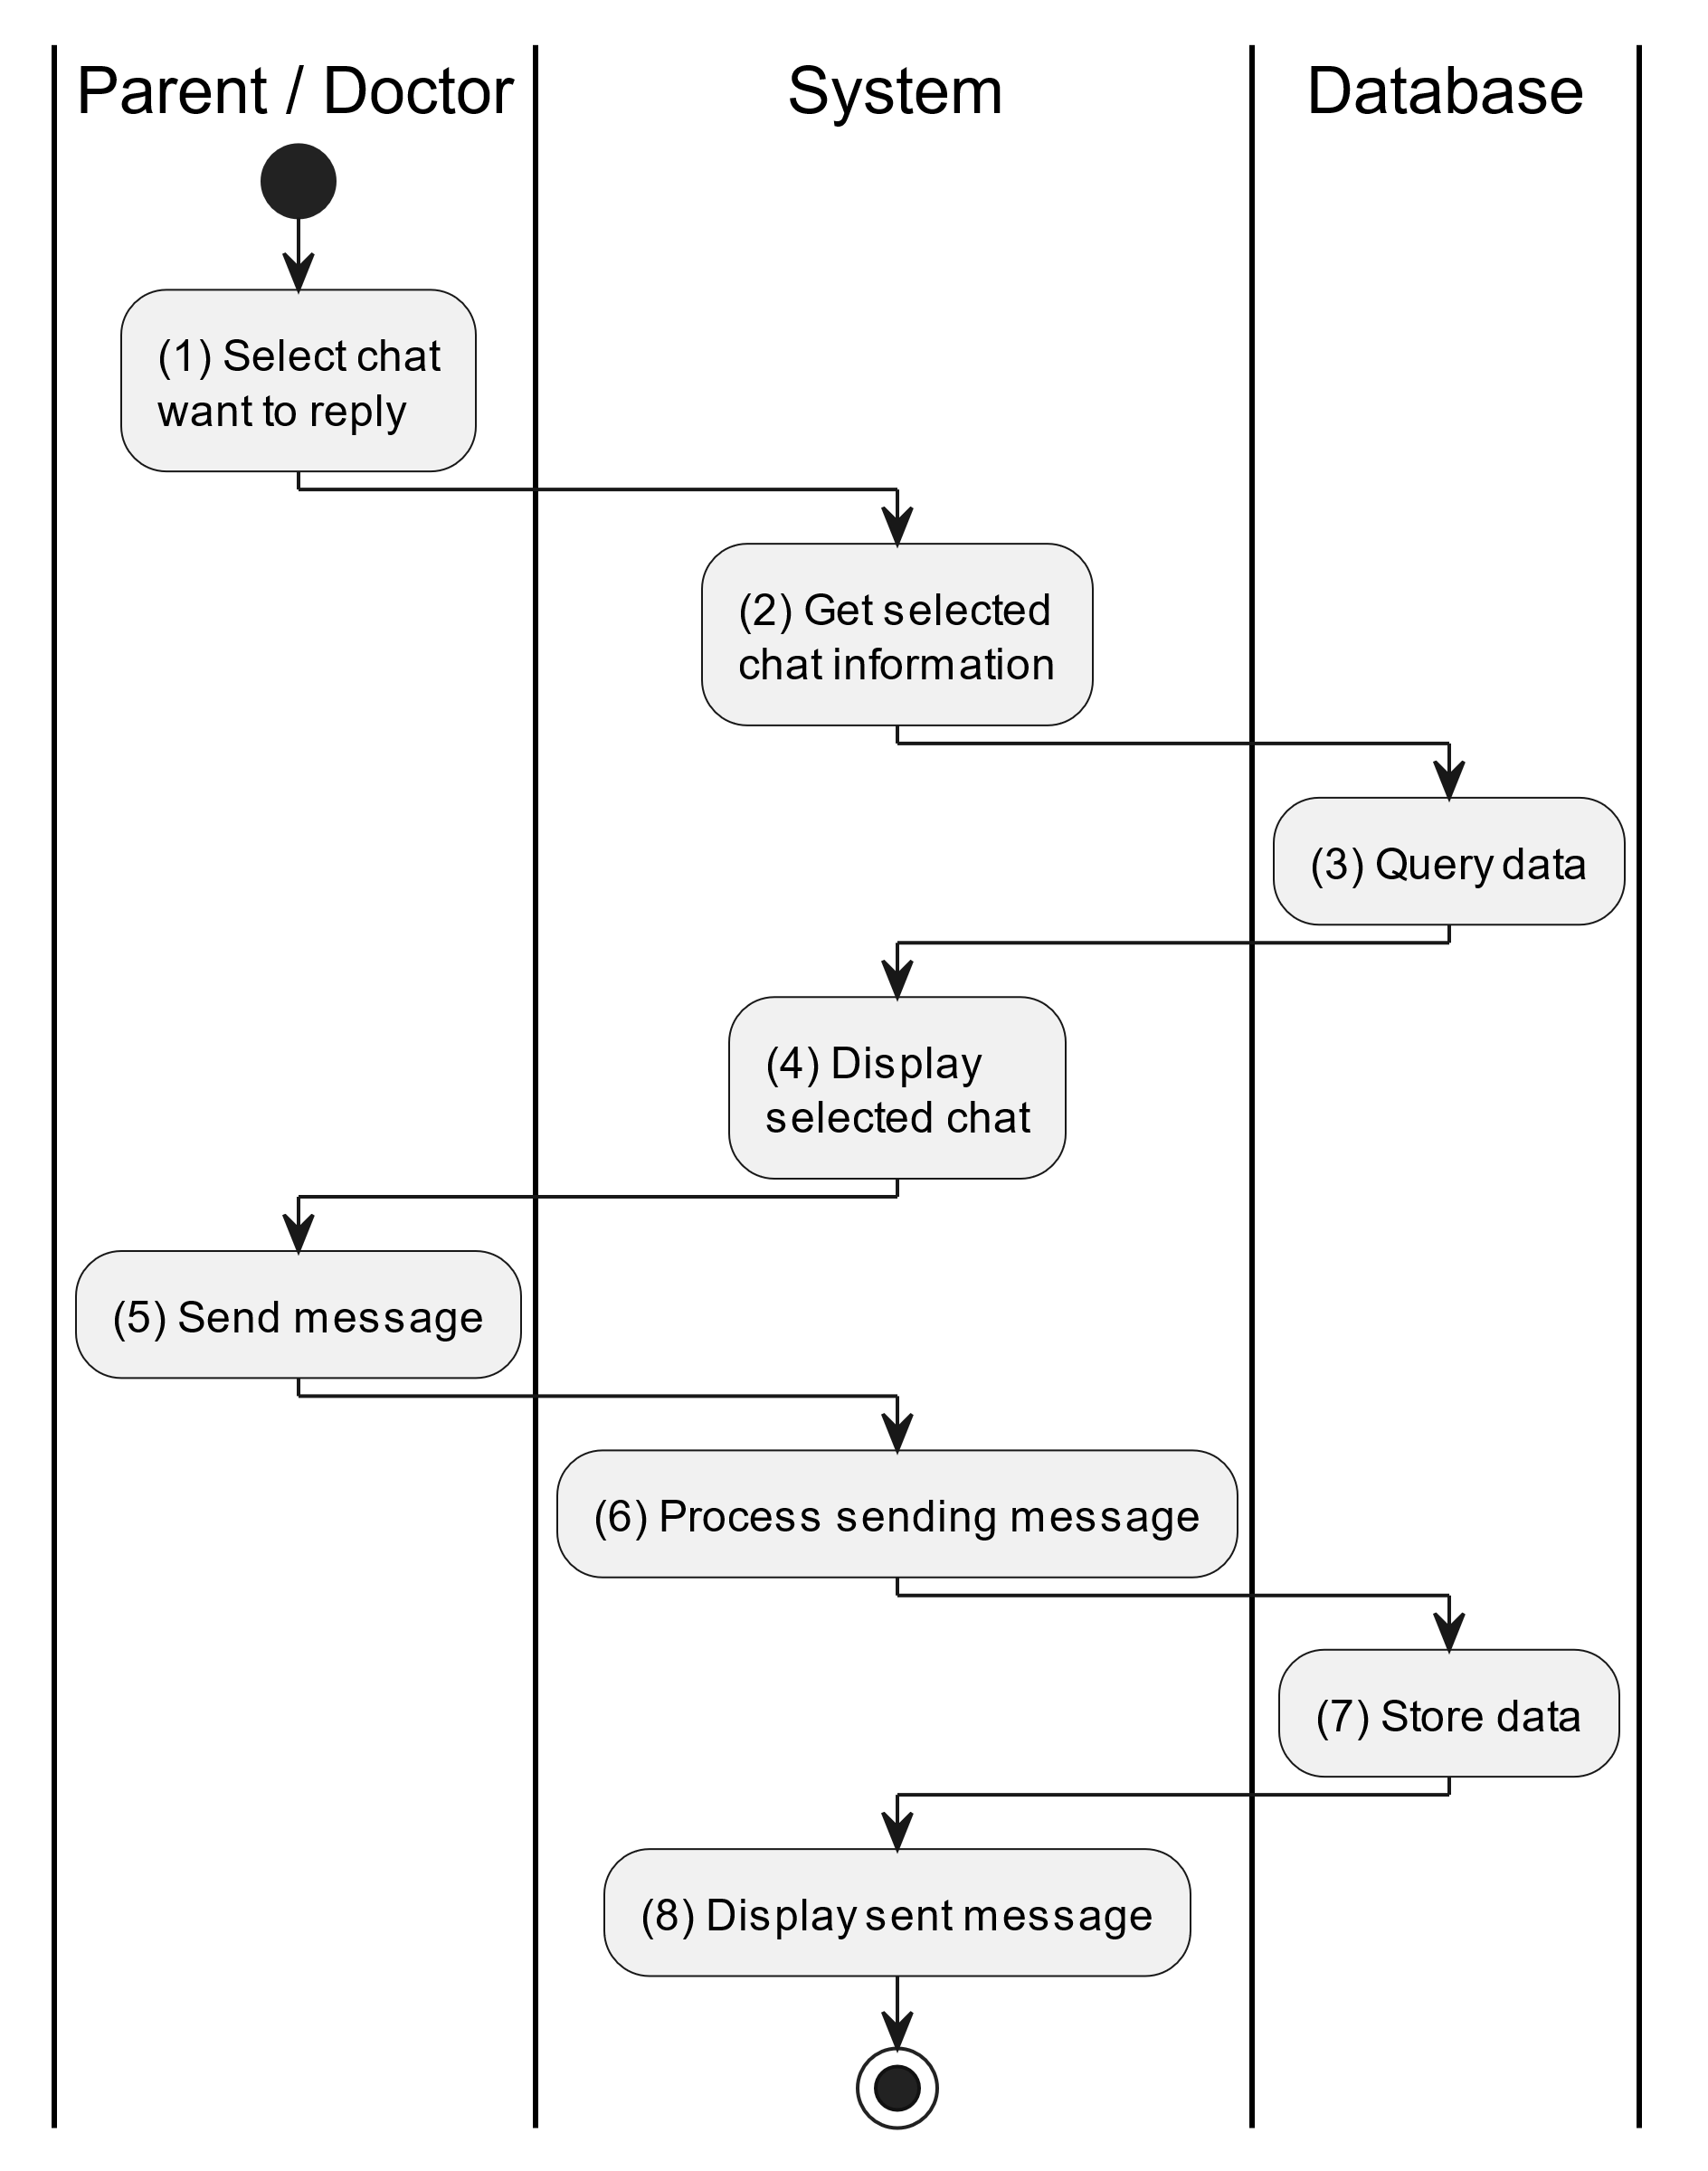 Parent / Doctor
System
Database
(1) Select chat
want to reply
(2) Get selected
chat information
(3) Query data
(4) Display
selected chat
(5) Send message
(6) Process sending message
(7) Store data
(8) Display sent message